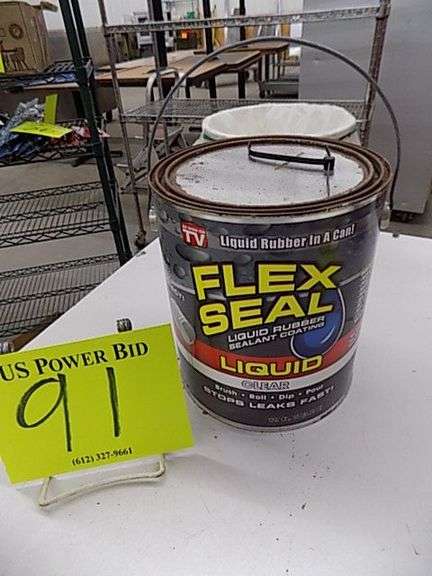 US POWER BID
91
(612) 327-9661
TV
Liquid Rubber In A Can!
FLEX
SEAL
LIQUID RUBBER
SEALANT COATING
LIQUID
CLEAR
Brush • Roll • Dip • Pour
STOPS LEAKS FAST!